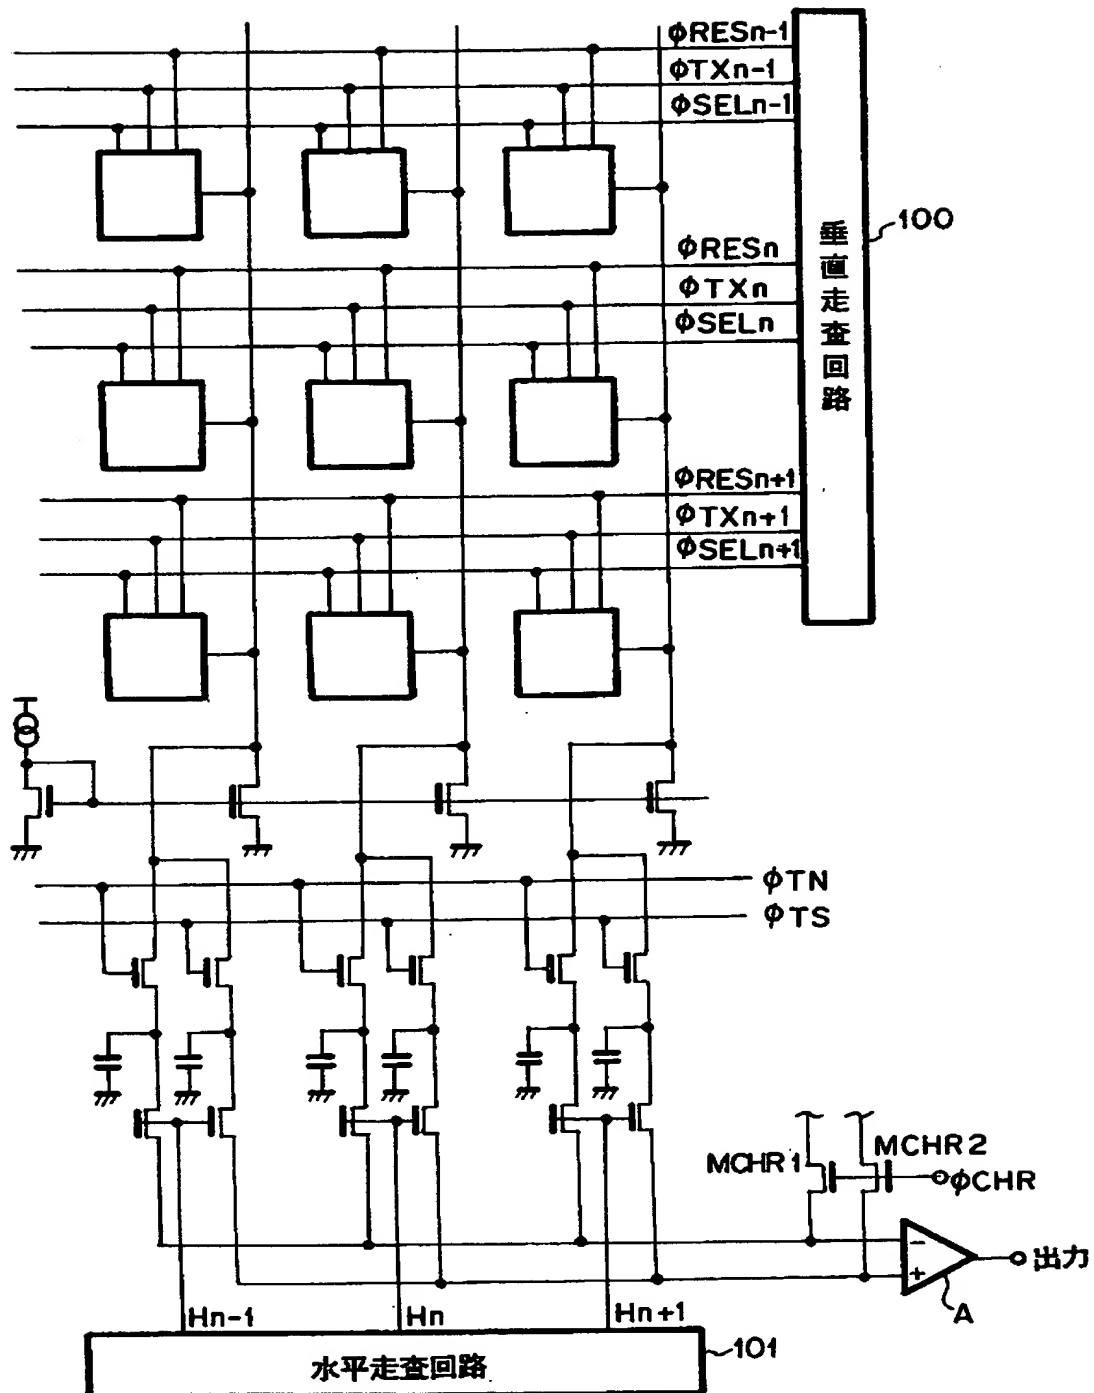 ΦRESn-1
ΦTXn-1
ΦSELn-1
100
垂直走査回路
ΦRESn
ΦTXn
ΦSELn
ΦRESn+1
ΦTXn+1
ΦSELn+1
ΦTN
ΦTS
MCHR1
MCHR2
ΦCHR
−
+
出力
A
Hn-1
Hn
Hn+1
101
水平走査回路